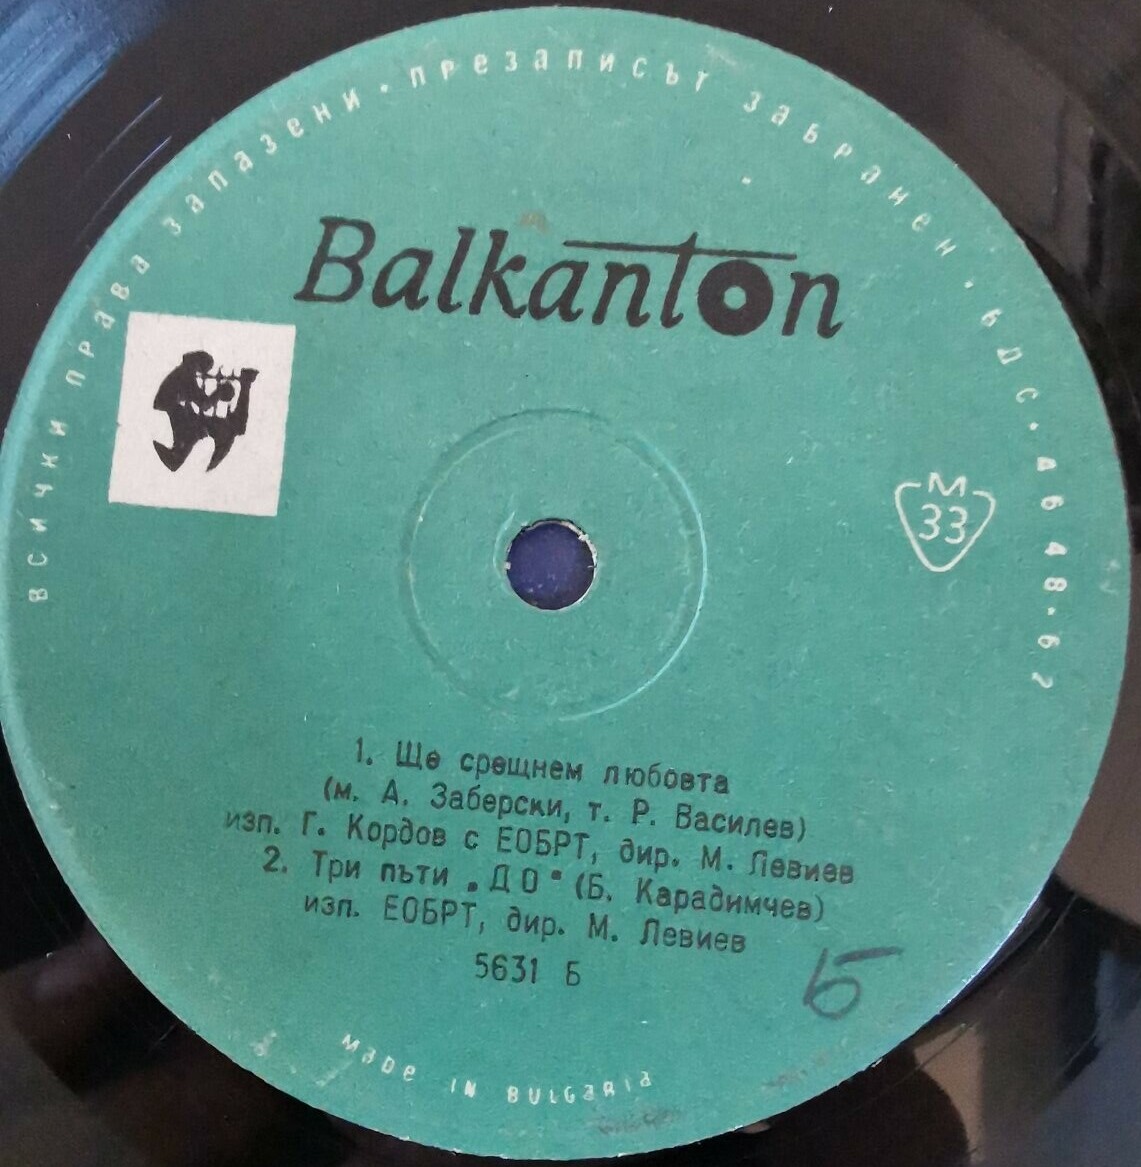 ВСИЧКИ ПРАВА ЗАПАЗЕНИ · ПРЕЗАПИСЪТ ЗАБРАНЕН · БДС · 4648-62
Balkanton
М
33
1. Ще срещнем любовта
(м. А. Заберски, т. Р. Василев)
изп. Г. Кордов с ЕОБРТ, дир. М. Левиев
2. Три пъти „ДО" (Б. Карадимчев)
изп. ЕОБРТ, дир. М. Левиев
5631 Б
Б
MADE IN BULGARIA